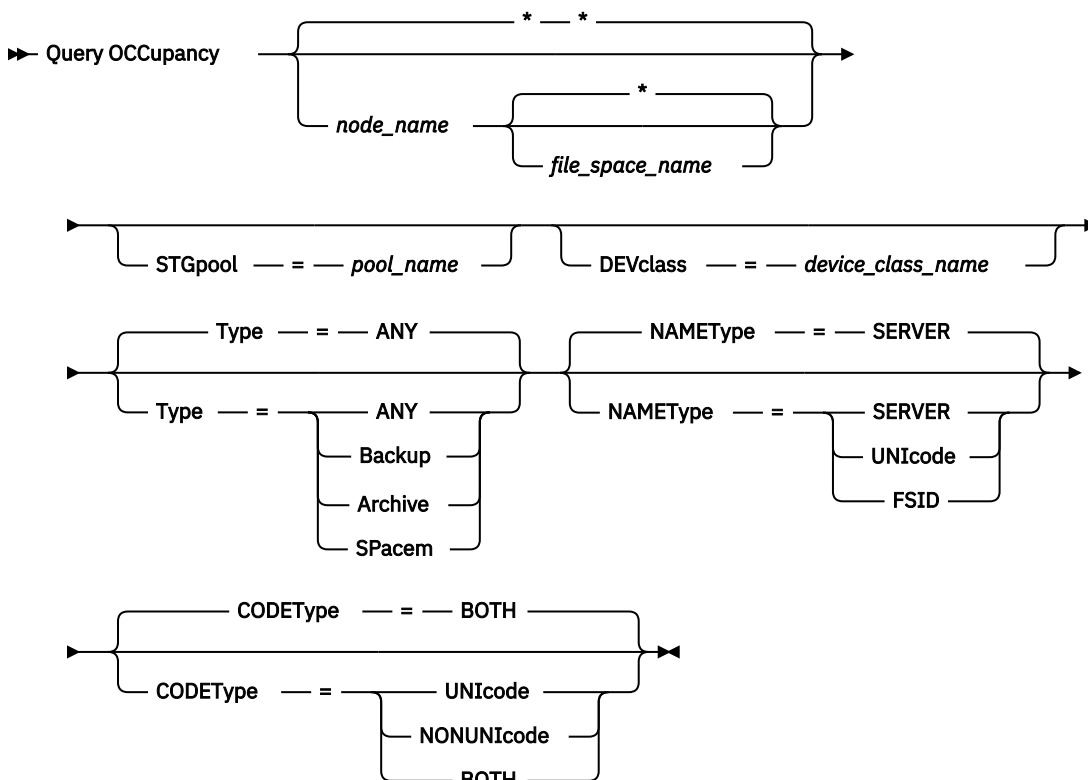 * *
Query OCCupancy
*
node_name
file_space_name
STGpool = pool_name DEVclass = device_class_name
Type = ANY NAMEType = SERVER
Type = ANY NAMEType = SERVER
Backup UNIcode
Archive FSID
SPacem
CODEType = BOTH
CODEType = UNIcode
NONUNIcode
BOTH